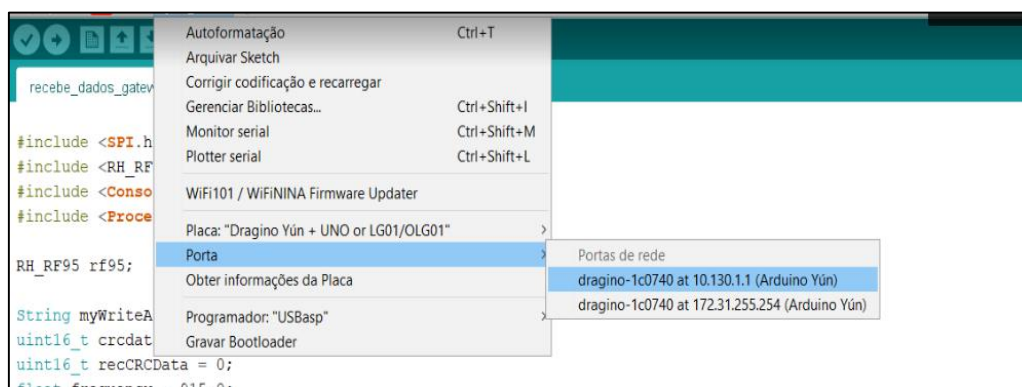 Autoformatação Ctrl+T
Arquivar Sketch
recebe_dados_gatew
Corrigir codificação e recarregar
Gerenciar Bibliotecas... Ctrl+Shift+I
Monitor serial Ctrl+Shift+M
Plotter serial Ctrl+Shift+L
WiFi101 / WiFiNINA Firmware Updater
Placa: "Dragino Yún + UNO or LG01/OLG01"
Porta
Obter informações da Placa
Programador: "USBasp"
Gravar Bootloader
Portas de rede
dragino-1c0740 at 10.130.1.1 (Arduino Yún)
dragino-1c0740 at 172.31.255.254 (Arduino Yún)
#include <SPI.h
#include <RH_RF
#include <Conso
#include <Proce
RH_RF95 rf95;
String myWriteA
uint16_t crcdat
uint16_t recCRCData = 0;